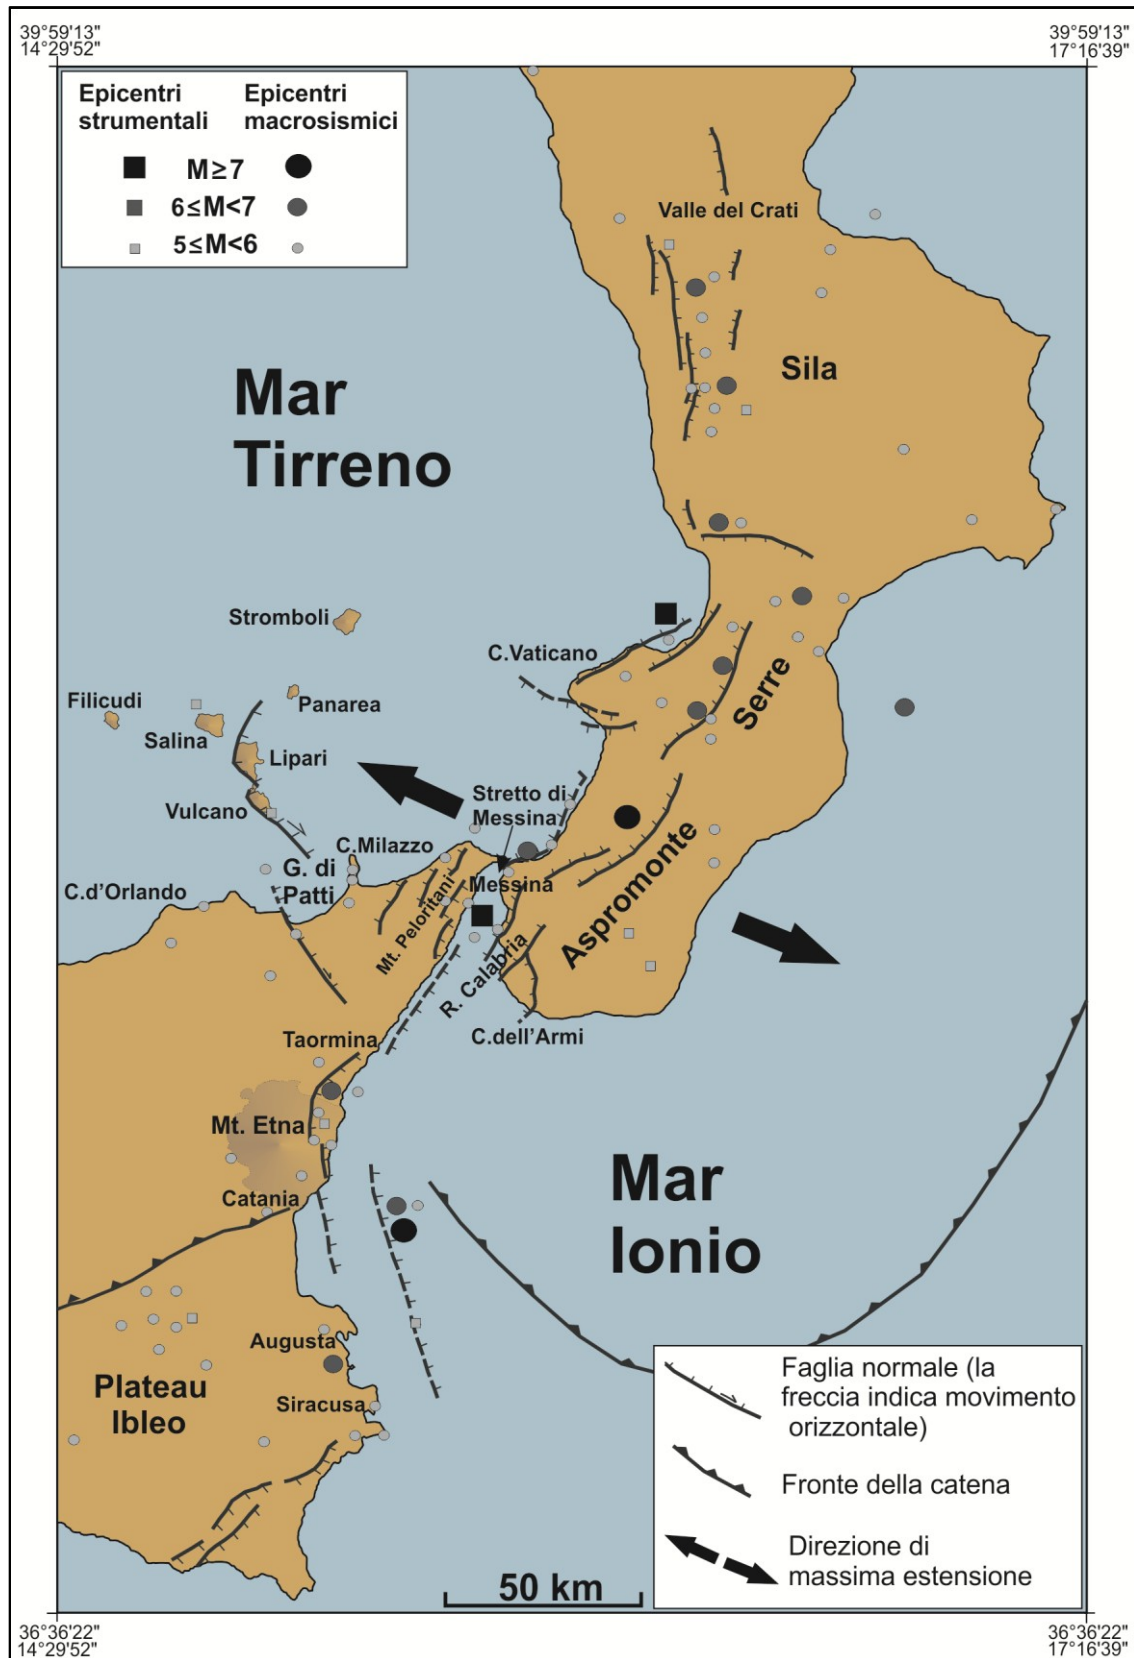 39°59'13"
14°29'52"
39°59'13"
17°16'39"
Epicentri
strumentali
Epicentri
macrosismici
M≥7
6≤M<7
5≤M<6
Valle del Crati
Sila
Mar
Tirreno
Stromboli
C.Vaticano
Filicudi
Panarea
Salina
Serre
Lipari
Vulcano
Stretto di
Messina
C.Milazzo
G. di
Patti
C.d'Orlando
Messina
Mt. Peloritani
Aspromonte
R. Calabria
C.dell'Armi
Taormina
Mt. Etna
Catania
Mar
Ionio
Augusta
Plateau
Ibleo
Siracusa
Faglia normale (la
freccia indica movimento
orizzontale)
Fronte della catena
Direzione di
massima estensione
50 km
36°36'22"
14°29'52"
36°36'22"
17°16'39"